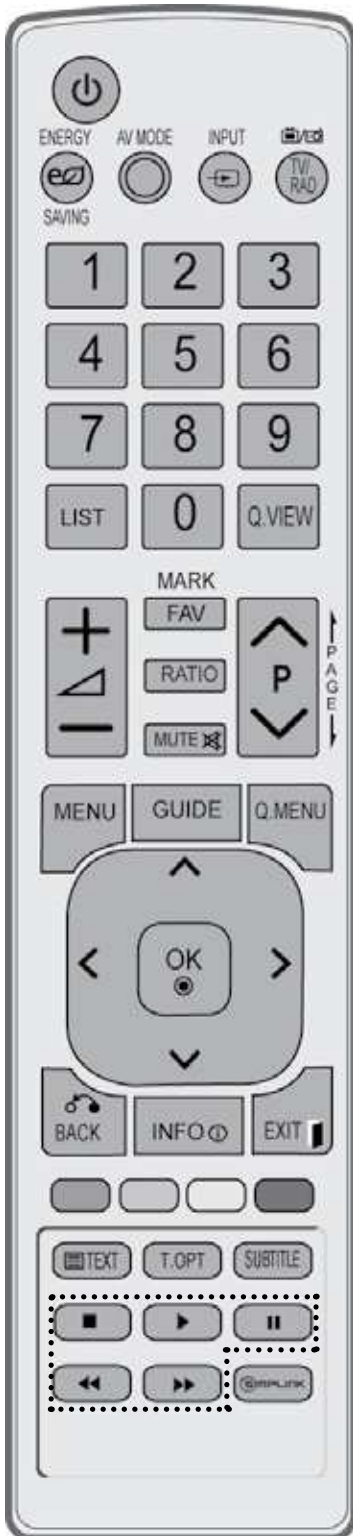 ENERGY AV MODE INPUT
TV/
RAD
SAVING
1 2 3
4 5 6
7 8 9
LIST 0 Q.VIEW
MARK
FAV
RATIO P
PAGE
MUTE
MENU GUIDE Q.MENU
OK
BACK INFO EXIT
TEXT T.OPT SUBTITLE
SIMPLINK